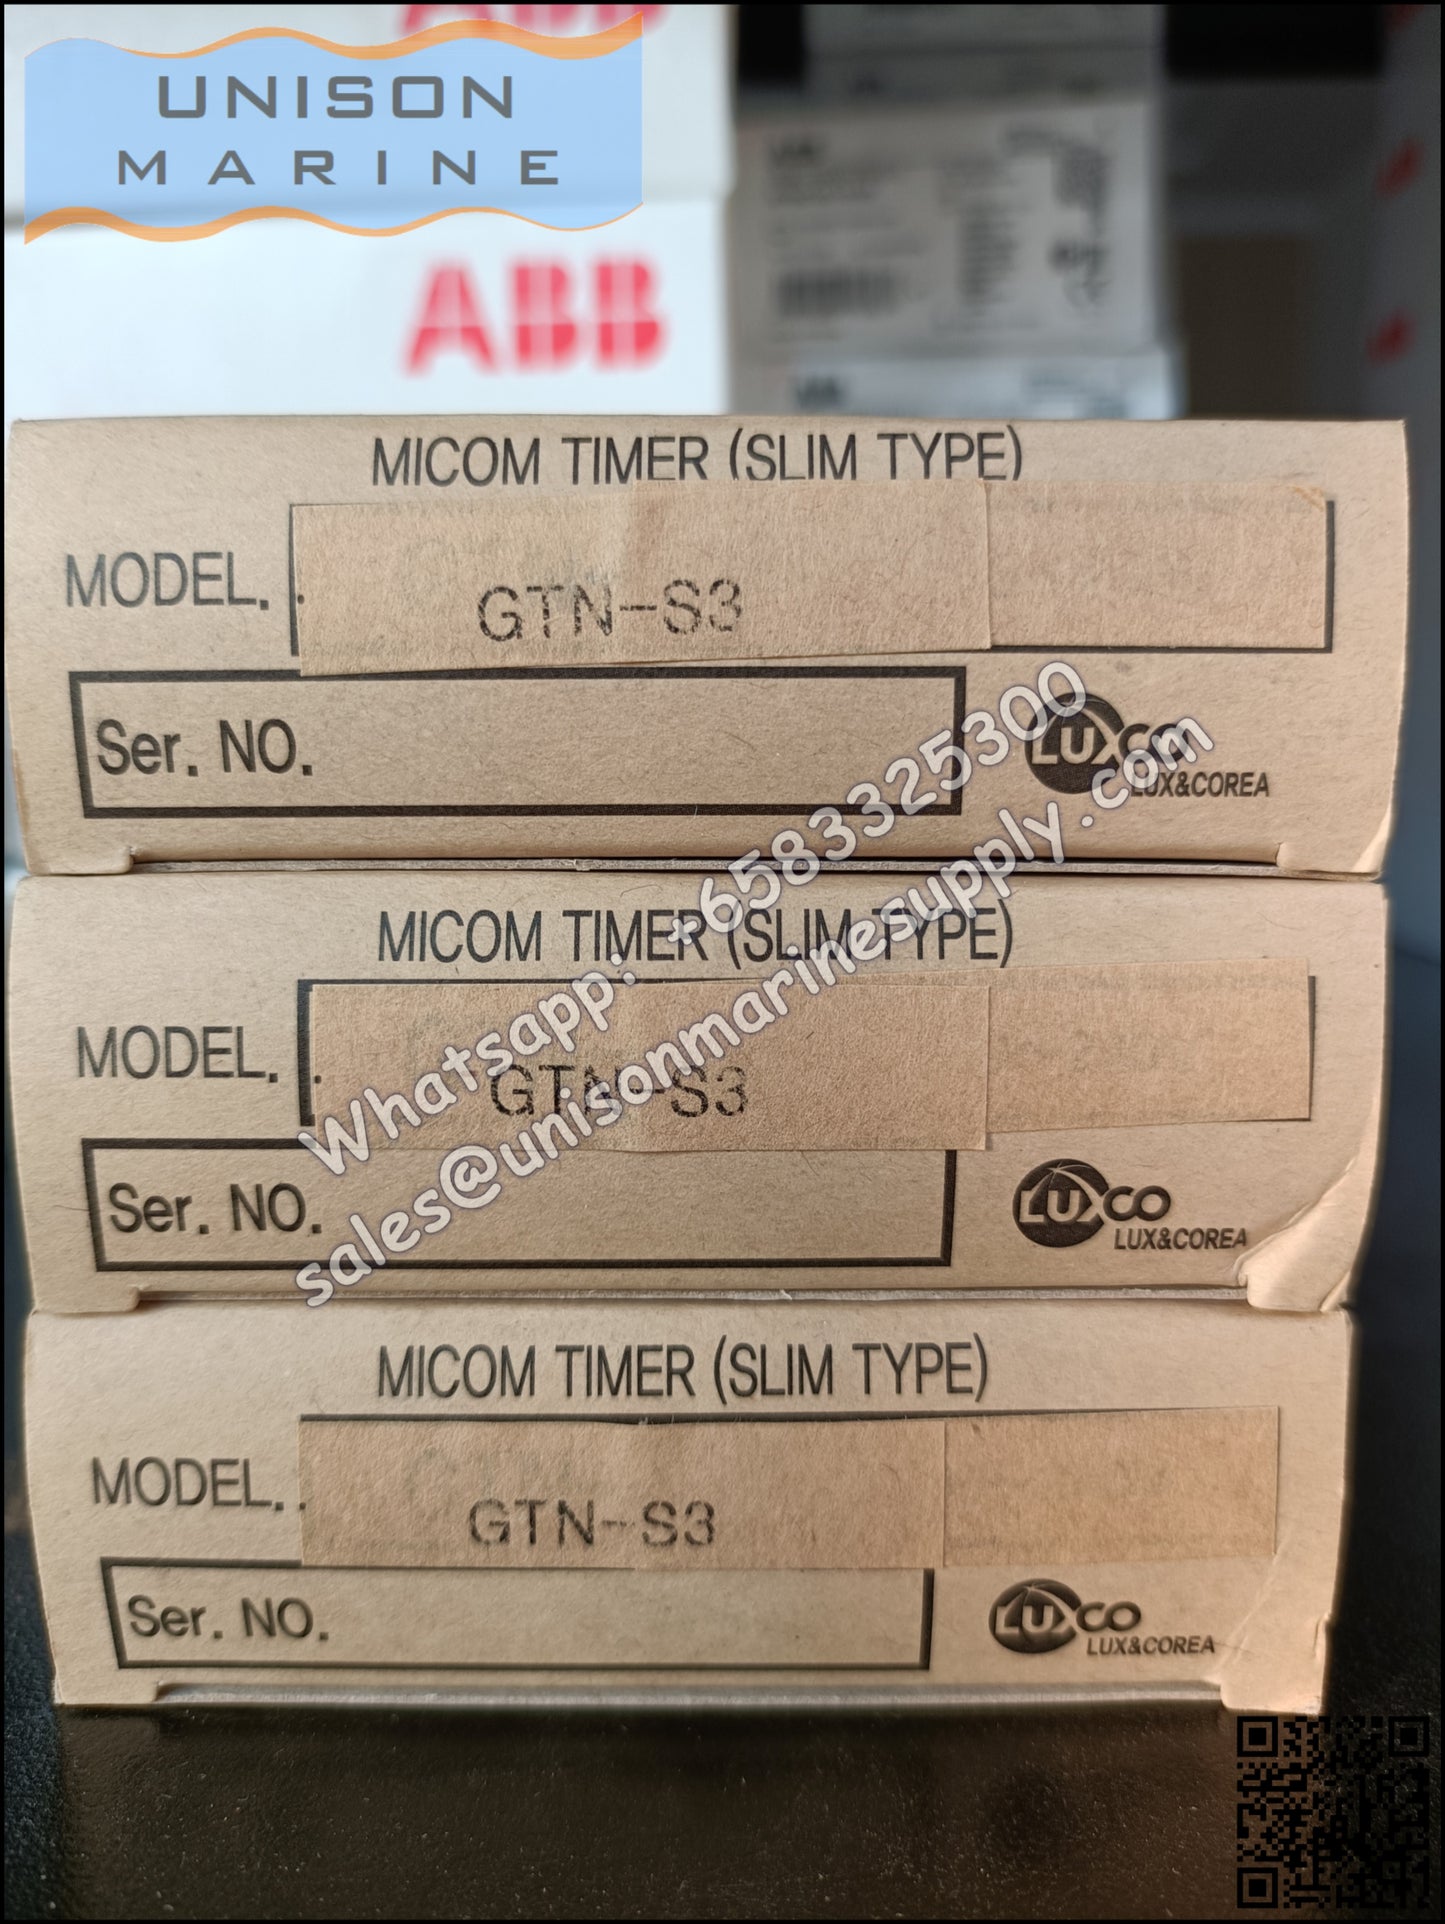 UNISON
MARINE
ABB
MICOM TIMER (SLIM TYPE)
MODEL.
GTN-S3
Ser. NO.
LUXCO
LUX&COREA
MICOM TIMER (SLIM TYPE)
MODEL.
GTN-S3
Ser. NO.
LUXCO
LUX&COREA
MICOM TIMER (SLIM TYPE)
MODEL.
GTN-S3
Ser. NO.
LUXCO
LUX&COREA
Whatsapp: +6583325300
sales@unisonmarinesupply.com